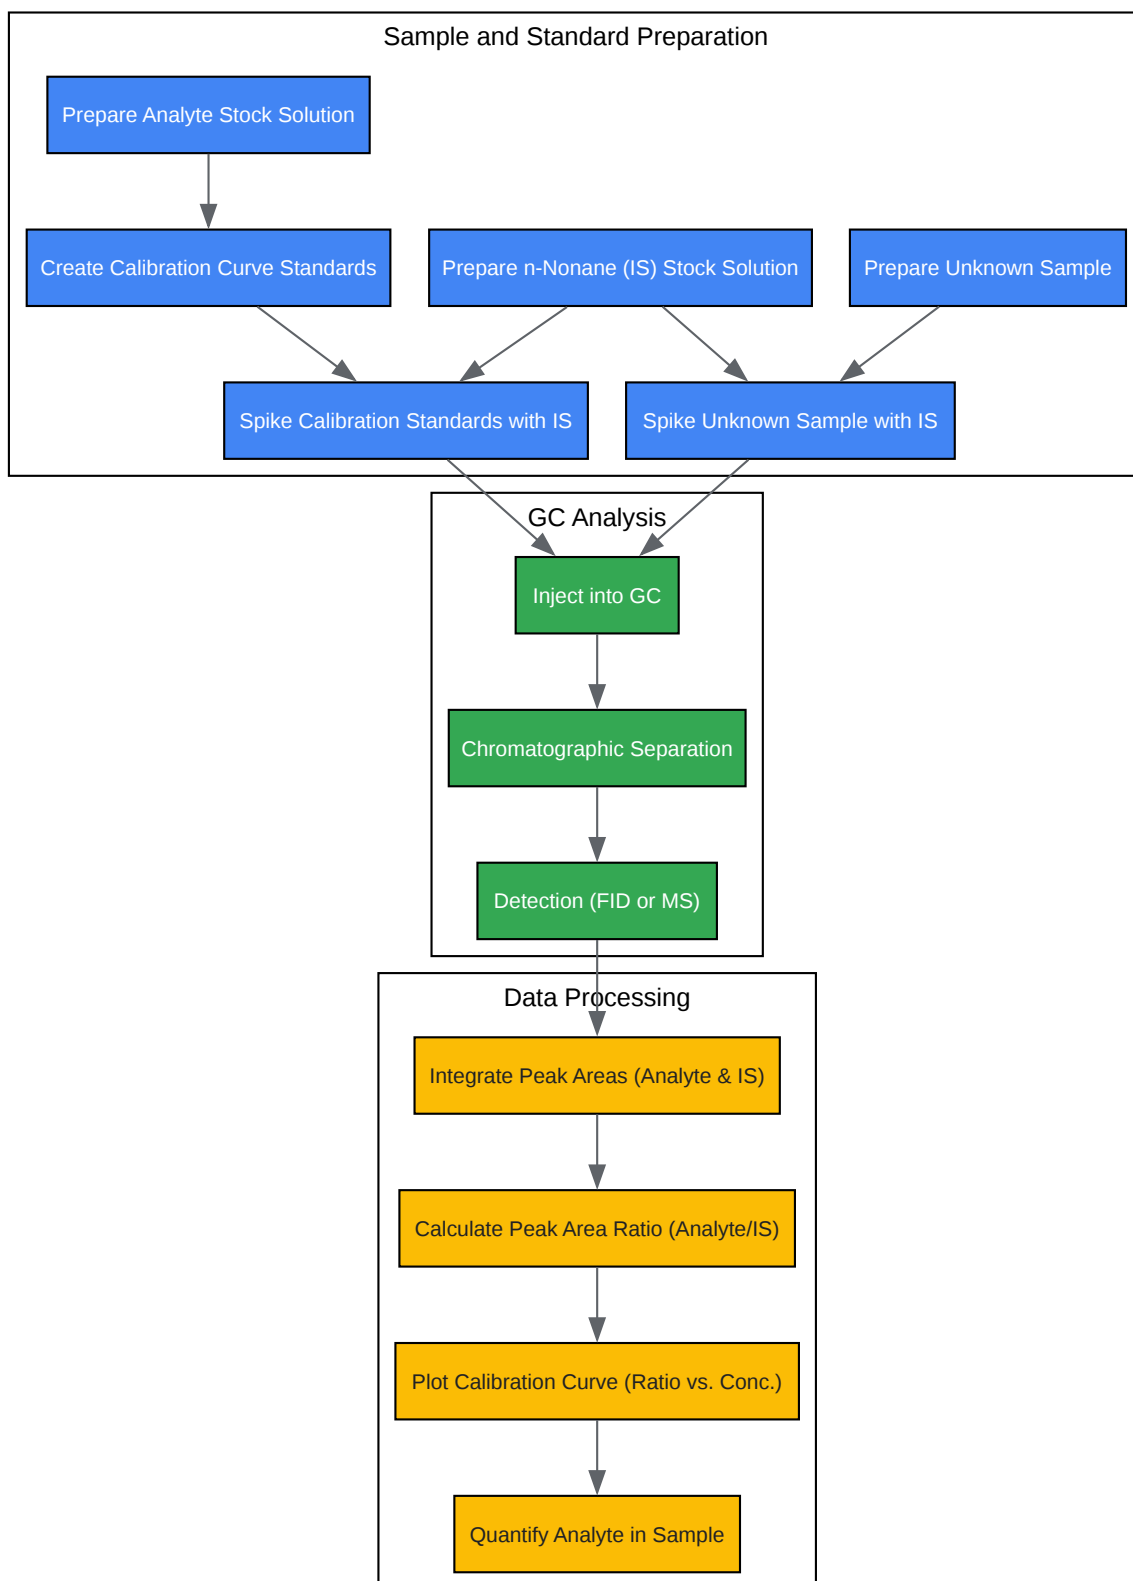 Sample and Standard Preparation
Prepare Analyte Stock Solution
Create Calibration Curve Standards
Prepare n-Nonane (IS) Stock Solution
Prepare Unknown Sample
Spike Calibration Standards with IS
Spike Unknown Sample with IS
GC Analysis
Inject into GC
Chromatographic Separation
Detection (FID or MS)
Data Processing
Integrate Peak Areas (Analyte & IS)
Calculate Peak Area Ratio (Analyte/IS)
Plot Calibration Curve (Ratio vs. Conc.)
Quantify Analyte in Sample